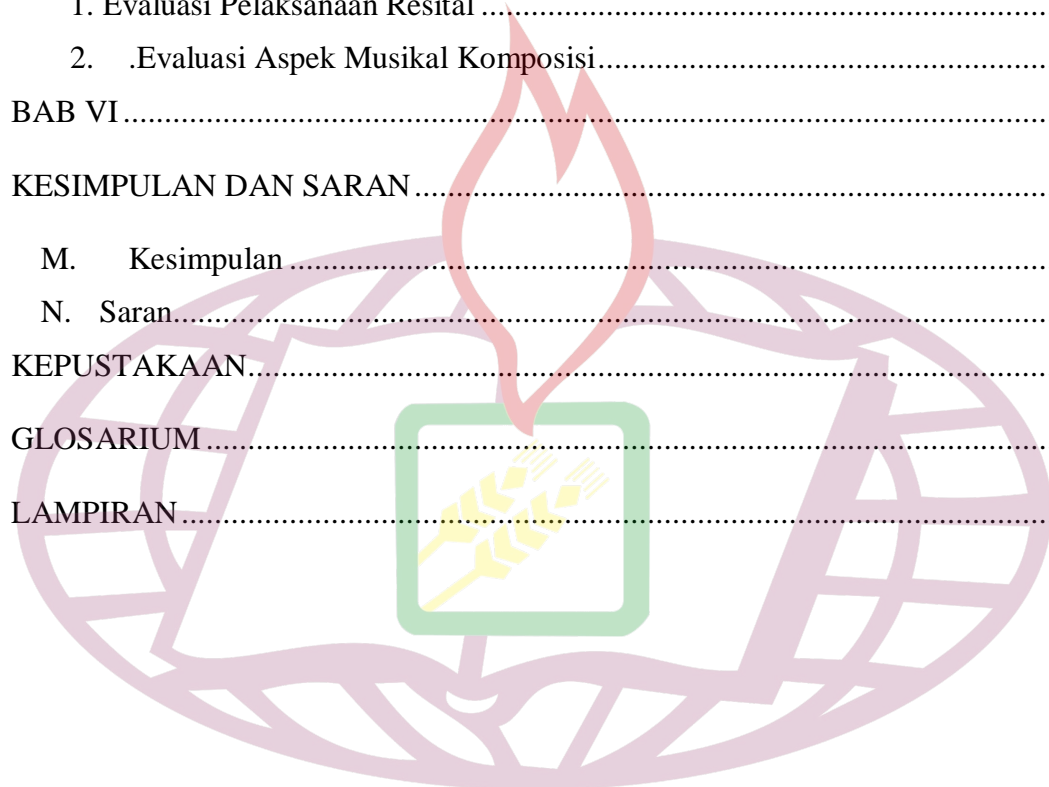 1. Evaluasi Pelaksanaan Resital ................................................................................
2. .Evaluasi Aspek Musikal Komposisi................................................................
BAB VI ................................................................................................................
KESIMPULAN DAN SARAN ................................................................................
M. Kesimpulan ................................................................................................
N. Saran................................................................................................................
KEPUSTAKAAN................................................................................................
GLOSARIUM ................................................................................................
LAMPIRAN ................................................................................................